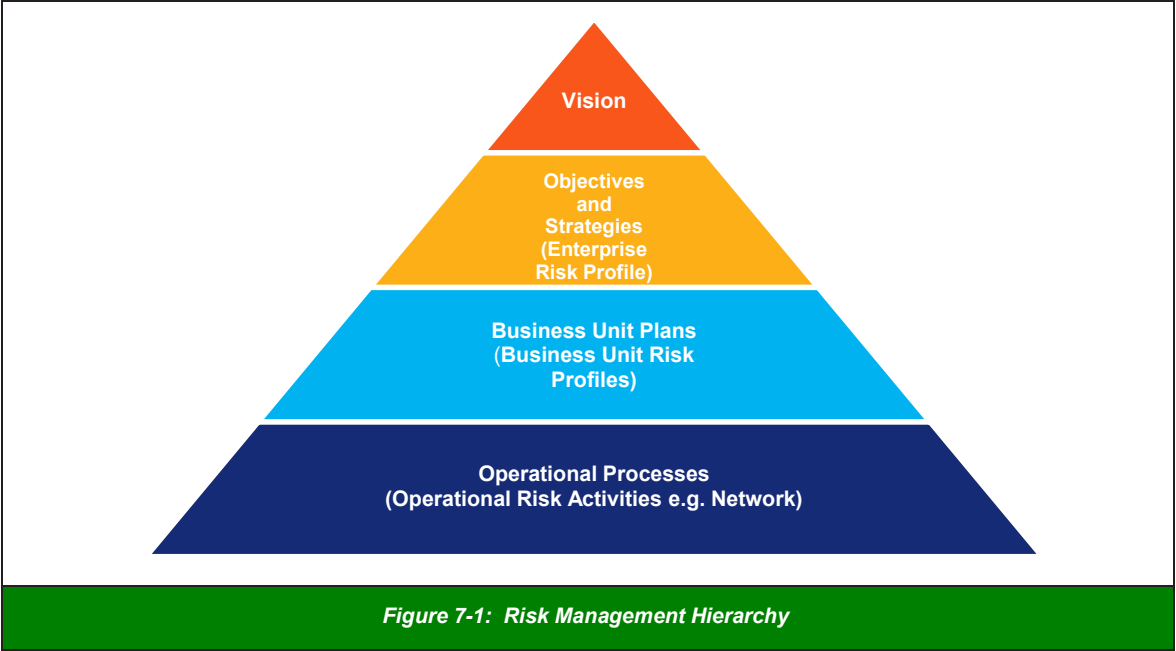 Vision
Objectives
and
Strategies
(Enterprise
Risk Profile)
Business Unit Plans
(Business Unit Risk
Profiles)
Operational Processes
(Operational Risk Activities e.g. Network)
Figure 7-1:  Risk Management Hierarchy